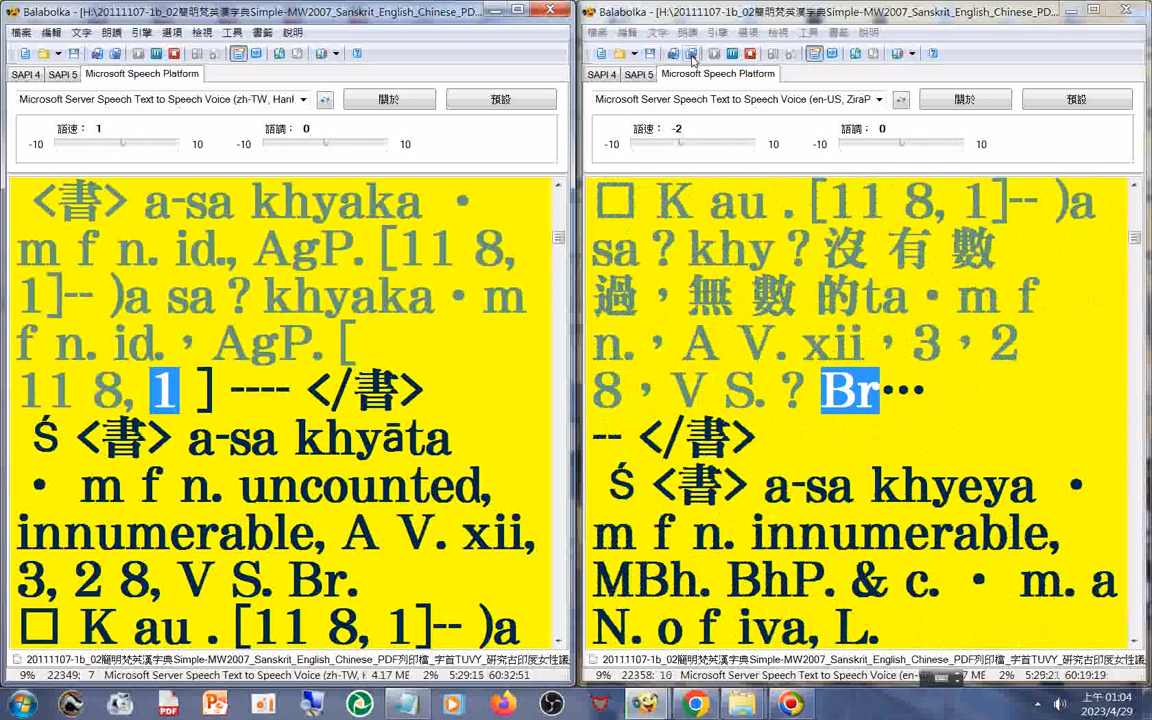 Balabolka - [H:\20111107-1b_02簡明梵英漢字典Simple-MW2007_Sanskrit_English_Chinese_PD...
檔案 編輯 文字 朗讀 引擎 選項 檢視 工具 書籤 說明
SAPI 4 SAPI 5 Microsoft Speech Platform
Microsoft Server Speech Text to Speech Voice (zh-TW, Hanl 關於 預設
語速： 1 語調： 0
-10 10 -10 10
<書> a-sa khyaka •
m f n. id., AgP. [11 8,
1]-- )a sa？khyaka•m
f n. id.，AgP. [
11 8, 1 ] ---- </書>
Ś <書> a-sa khyāta
• m f n. uncounted,
innumerable, A V. xii,
3, 2 8, V S. Br.
□ K au . [11 8, 1]-- )a
20111107-1b_02簡明梵英漢字典Simple-MW2007_Sanskrit_English_Chinese_PDF列印檔_字首TUVY_研究古印度女性議
9% 22349: 7 Microsoft Server Speech Text to Speech Voice (zh-TW, H 4.17 MB 2% 5:29:15 60:32:51
Balabolka - [H:\20111107-1b_02簡明梵英漢字典Simple-MW2007_Sanskrit_English_Chinese_PDF...
檔案 編輯 文字 朗讀 引擎 選項 檢視 工具 書籤 說明
SAPI 4 SAPI 5 Microsoft Speech Platform
Microsoft Server Speech Text to Speech Voice (en-US, ZiraP 關於 預設
語速： -2 語調： 0
-10 10 -10 10
□ K au . [11 8, 1]-- )a
sa？khy？沒 有 數
過，無 數 的ta•m f
n.，A V. xii，3，2
8，V S.？Br…
-- </書>
Ś <書> a-sa khyeya •
m f n. innumerable,
MBh. BhP. & c. • m. a
N. o f iva, L.
20111107-1b_02簡明梵英漢字典Simple-MW2007_Sanskrit_English_Chinese_PDF列印檔_字首TUVY_研究古印度女性議
9% 22358: 16 Microsoft Server Speech Text to Speech Voice (en- 2% 5:29:21 60:19:19
上午 01:04
2023/4/29